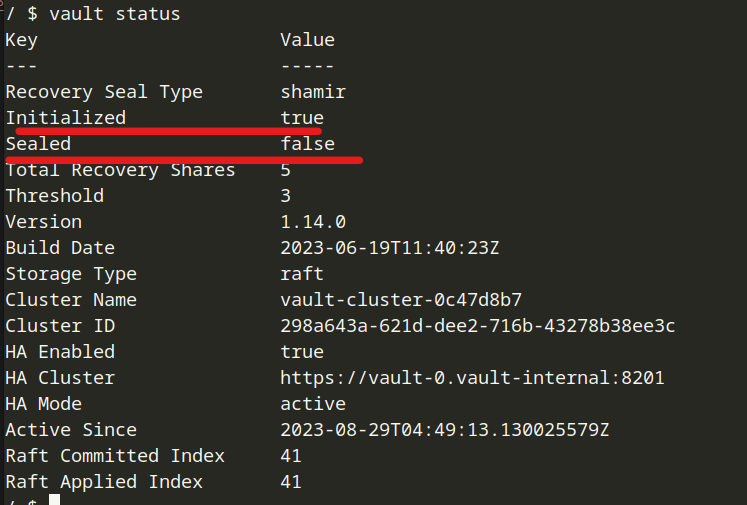 / $ vault status
Key Value
--- -----
Recovery Seal Type shamir
Initialized true
Sealed false
Total Recovery Shares 5
Threshold 3
Version 1.14.0
Build Date 2023-06-19T11:40:23Z
Storage Type raft
Cluster Name vault-cluster-0c47d8b7
Cluster ID 298a643a-621d-dee2-716b-43278b38ee3c
HA Enabled true
HA Cluster https://vault-0.vault-internal:8201
HA Mode active
Active Since 2023-08-29T04:49:13.130025579Z
Raft Committed Index 41
Raft Applied Index 41
/ $